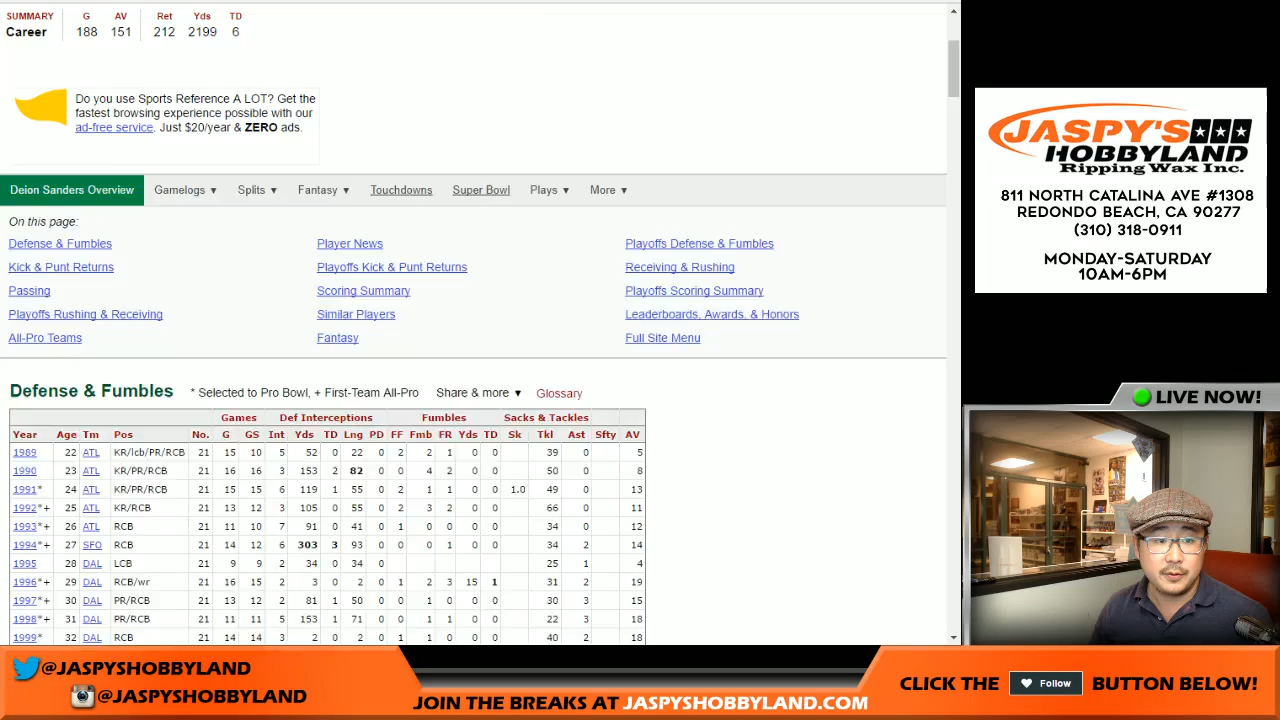 SUMMARY G AV Ret Yds TD
Career 188 151 212 2199 6
Do you use Sports Reference A LOT? Get the
fastest browsing experience possible with our
ad-free service. Just $20/year & ZERO ads.
Deion Sanders Overview Gamelogs ▼ Splits ▼ Fantasy ▼ Touchdowns Super Bowl Plays ▼ More ▼
On this page:
Defense & Fumbles Player News Playoffs Defense & Fumbles
Kick & Punt Returns Playoffs Kick & Punt Returns Receiving & Rushing
Passing Scoring Summary Playoffs Scoring Summary
Playoffs Rushing & Receiving Similar Players Leaderboards, Awards, & Honors
All-Pro Teams Fantasy Full Site Menu
Defense & Fumbles * Selected to Pro Bowl, + First-Team All-Pro Share & more ▼ Glossary
Games Def Interceptions Fumbles Sacks & Tackles
Year Age Tm Pos No. G GS Int Yds TD Lng PD FF Fmb FR Yds TD Sk Tkl Ast Sfty AV
1989 22 ATL KR/lcb/PR/RCB 21 15 10 5 52 0 22 0 2 2 1 0 0 39 0 5
1990 23 ATL KR/PR/RCB 21 16 16 3 153 2 82 0 0 4 2 0 0 50 0 8
1991* 24 ATL KR/PR/RCB 21 15 15 6 119 1 55 0 2 1 1 0 0 1.0 49 0 13
1992*+ 25 ATL KR/RCB 21 13 12 3 105 0 55 0 2 3 2 0 0 66 0 11
1993*+ 26 ATL RCB 21 11 10 7 91 0 41 0 1 0 0 0 0 34 0 12
1994*+ 27 SFO RCB 21 14 12 6 303 3 93 0 0 0 1 0 0 34 2 14
1995 28 DAL LCB 21 9 9 2 34 0 34 0 25 1 4
1996*+ 29 DAL RCB/wr 21 16 15 2 3 0 2 0 1 2 3 15 1 31 2 19
1997*+ 30 DAL PR/RCB 21 13 12 2 81 1 50 0 0 1 0 0 0 30 3 15
1998*+ 31 DAL PR/RCB 21 11 11 5 153 1 71 0 0 1 1 0 0 22 3 18
1999* 32 DAL RCB 21 14 14 3 2 0 2 0 1 1 0 0 0 40 2 18
JASPY'S
HOBBYLAND
Ripping Wax Inc.
811 NORTH CATALINA AVE #1308
REDONDO BEACH, CA 90277
(310) 318-0911
MONDAY-SATURDAY
10AM-6PM
LIVE NOW!
@JASPYSHOBBYLAND
@JASPYSHOBBYLAND
JOIN THE BREAKS AT JASPYSHOBBYLAND.COM
CLICK THE Follow BUTTON BELOW!